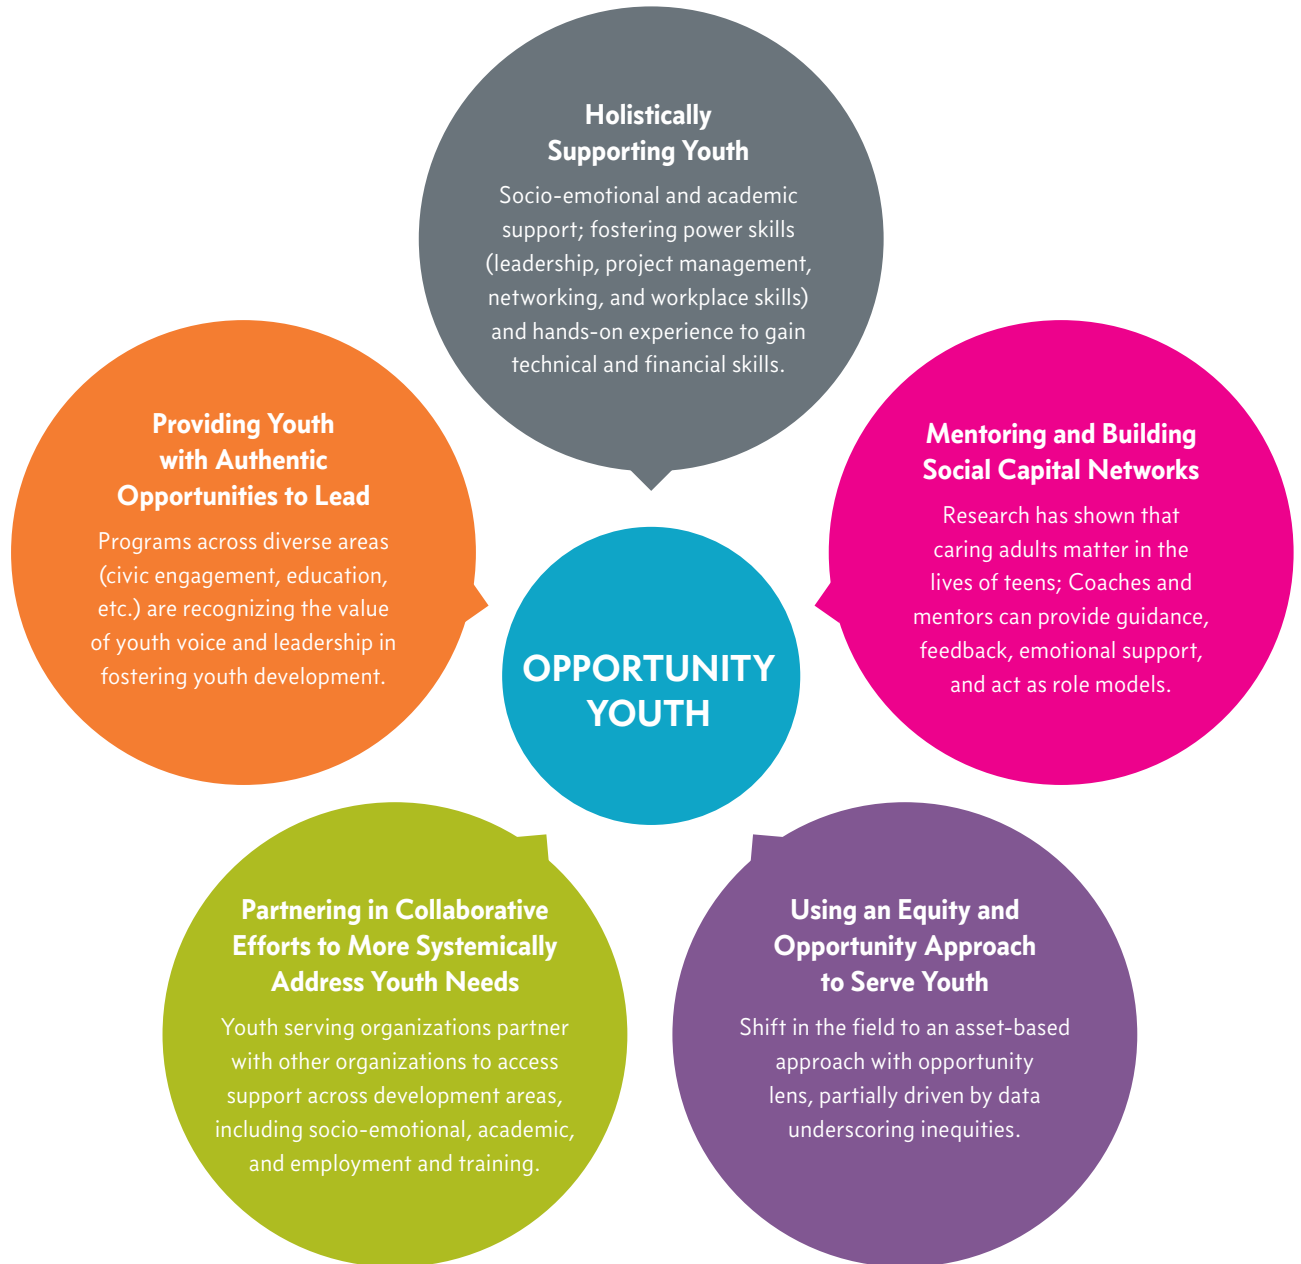 Holistically
Supporting Youth
Socio-emotional and academic
support; fostering power skills
(leadership, project management,
networking, and workplace skills)
and hands-on experience to gain
technical and financial skills.
Providing Youth
with Authentic
Opportunities to Lead
Programs across diverse areas
(civic engagement, education,
etc.) are recognizing the value
of youth voice and leadership in
fostering youth development.
Mentoring and Building
Social Capital Networks
Research has shown that
caring adults matter in the
lives of teens; Coaches and
mentors can provide guidance,
feedback, emotional support,
and act as role models.
OPPORTUNITY
YOUTH
Partnering in Collaborative
Efforts to More Systemically
Address Youth Needs
Youth serving organizations partner
with other organizations to access
support across development areas,
including socio-emotional, academic,
and employment and training.
Using an Equity and
Opportunity Approach
to Serve Youth
Shift in the field to an asset-based
approach with opportunity
lens, partially driven by data
underscoring inequities.